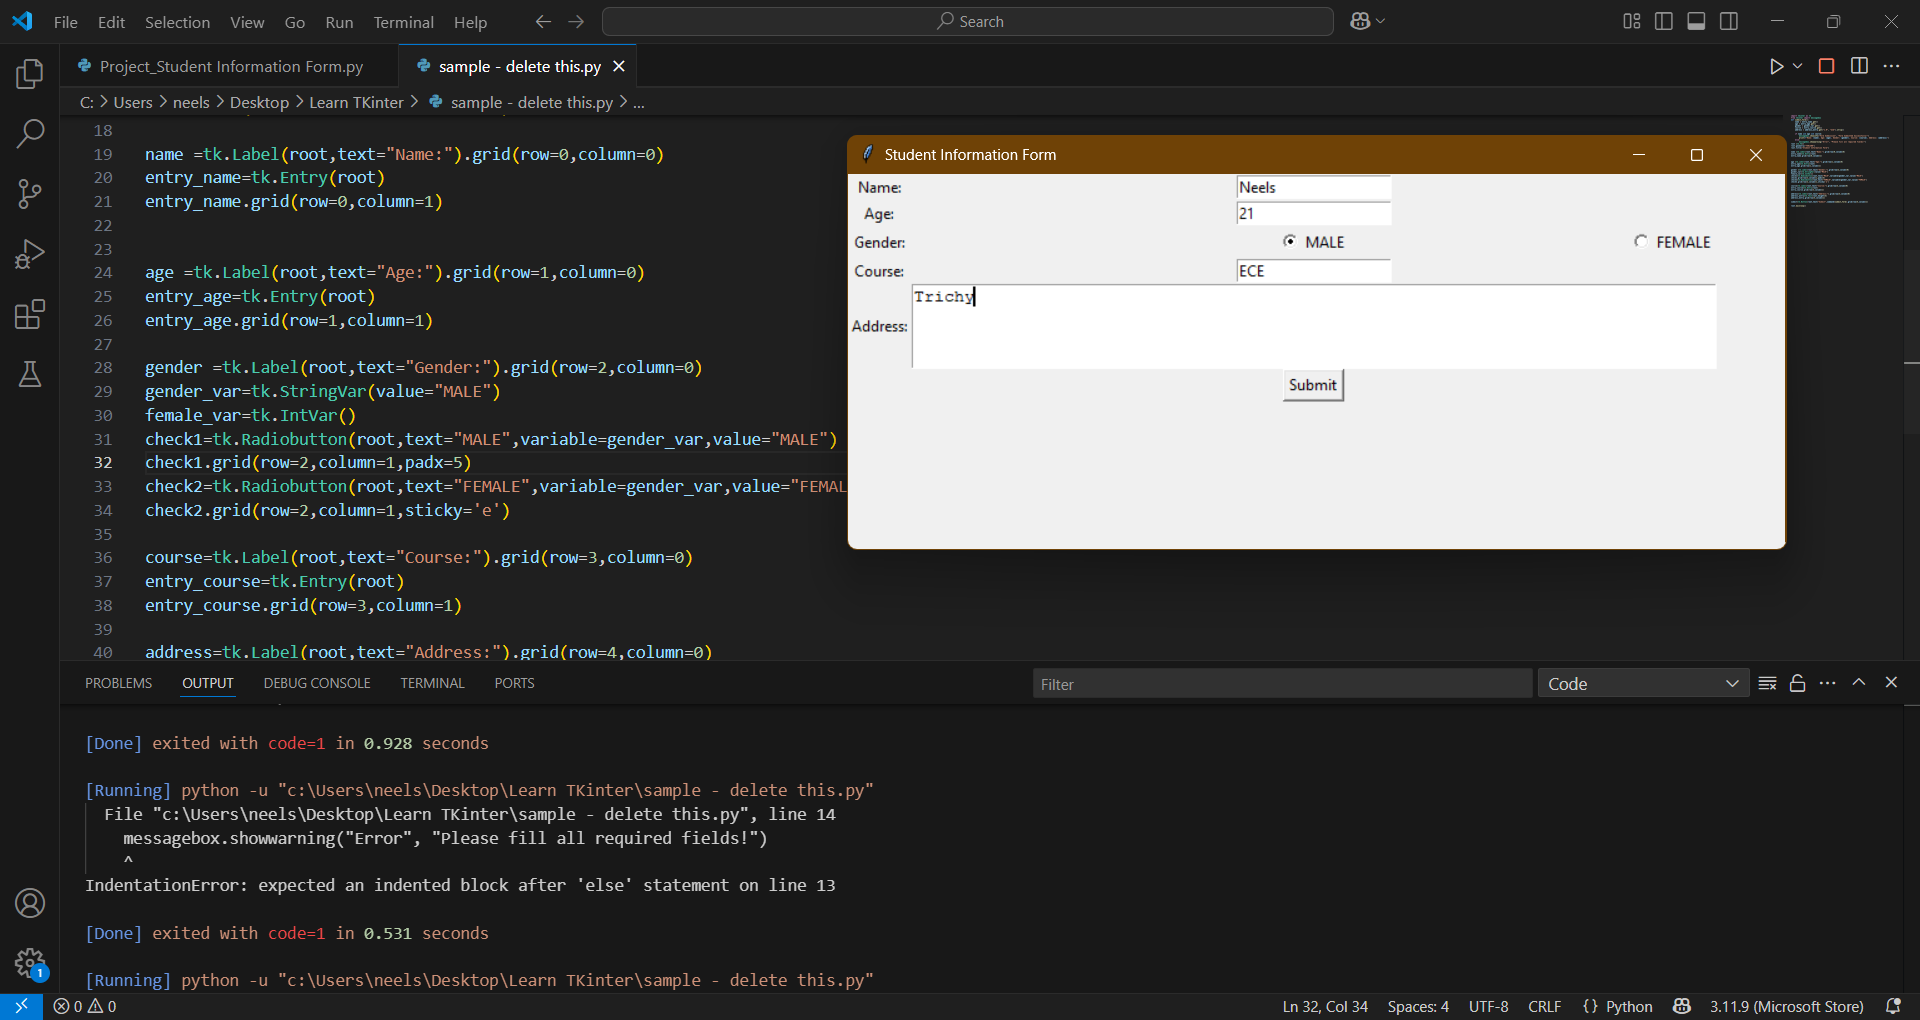 File Edit Selection View Go Run Terminal Help Search
Project_Student Information Form.py sample - delete this.py
C: > Users > neels > Desktop > Learn TKinter > sample - delete this.py > ...
18
19 name =tk.Label(root,text="Name:").grid(row=0,column=0)
20 entry_name=tk.Entry(root)
21 entry_name.grid(row=0,column=1)
22
23
24 age =tk.Label(root,text="Age:").grid(row=1,column=0)
25 entry_age=tk.Entry(root)
26 entry_age.grid(row=1,column=1)
27
28 gender =tk.Label(root,text="Gender:").grid(row=2,column=0)
29 gender_var=tk.StringVar(value="MALE")
30 female_var=tk.IntVar()
31 check1=tk.Radiobutton(root,text="MALE",variable=gender_var,value="MALE")
32 check1.grid(row=2,column=1,padx=5)
33 check2=tk.Radiobutton(root,text="FEMALE",variable=gender_var,value="FEMAL
34 check2.grid(row=2,column=1,sticky='e')
35
36 course=tk.Label(root,text="Course:").grid(row=3,column=0)
37 entry_course=tk.Entry(root)
38 entry_course.grid(row=3,column=1)
39
40 address=tk.Label(root,text="Address:").grid(row=4,column=0)
Student Information Form
Name: Neels
Age: 21
Gender: MALE FEMALE
Course: ECE
Address: Trichy
Submit
PROBLEMS OUTPUT DEBUG CONSOLE TERMINAL PORTS Filter Code
[Done] exited with code=1 in 0.928 seconds
[Running] python -u "c:\Users\neels\Desktop\Learn TKinter\sample - delete this.py"
File "c:\Users\neels\Desktop\Learn TKinter\sample - delete this.py", line 14
messagebox.showwarning("Error", "Please fill all required fields!")
^
IndentationError: expected an indented block after 'else' statement on line 13
[Done] exited with code=1 in 0.531 seconds
[Running] python -u "c:\Users\neels\Desktop\Learn TKinter\sample - delete this.py"
1
0 0 Ln 32, Col 34 Spaces: 4 UTF-8 CRLF {} Python 3.11.9 (Microsoft Store)